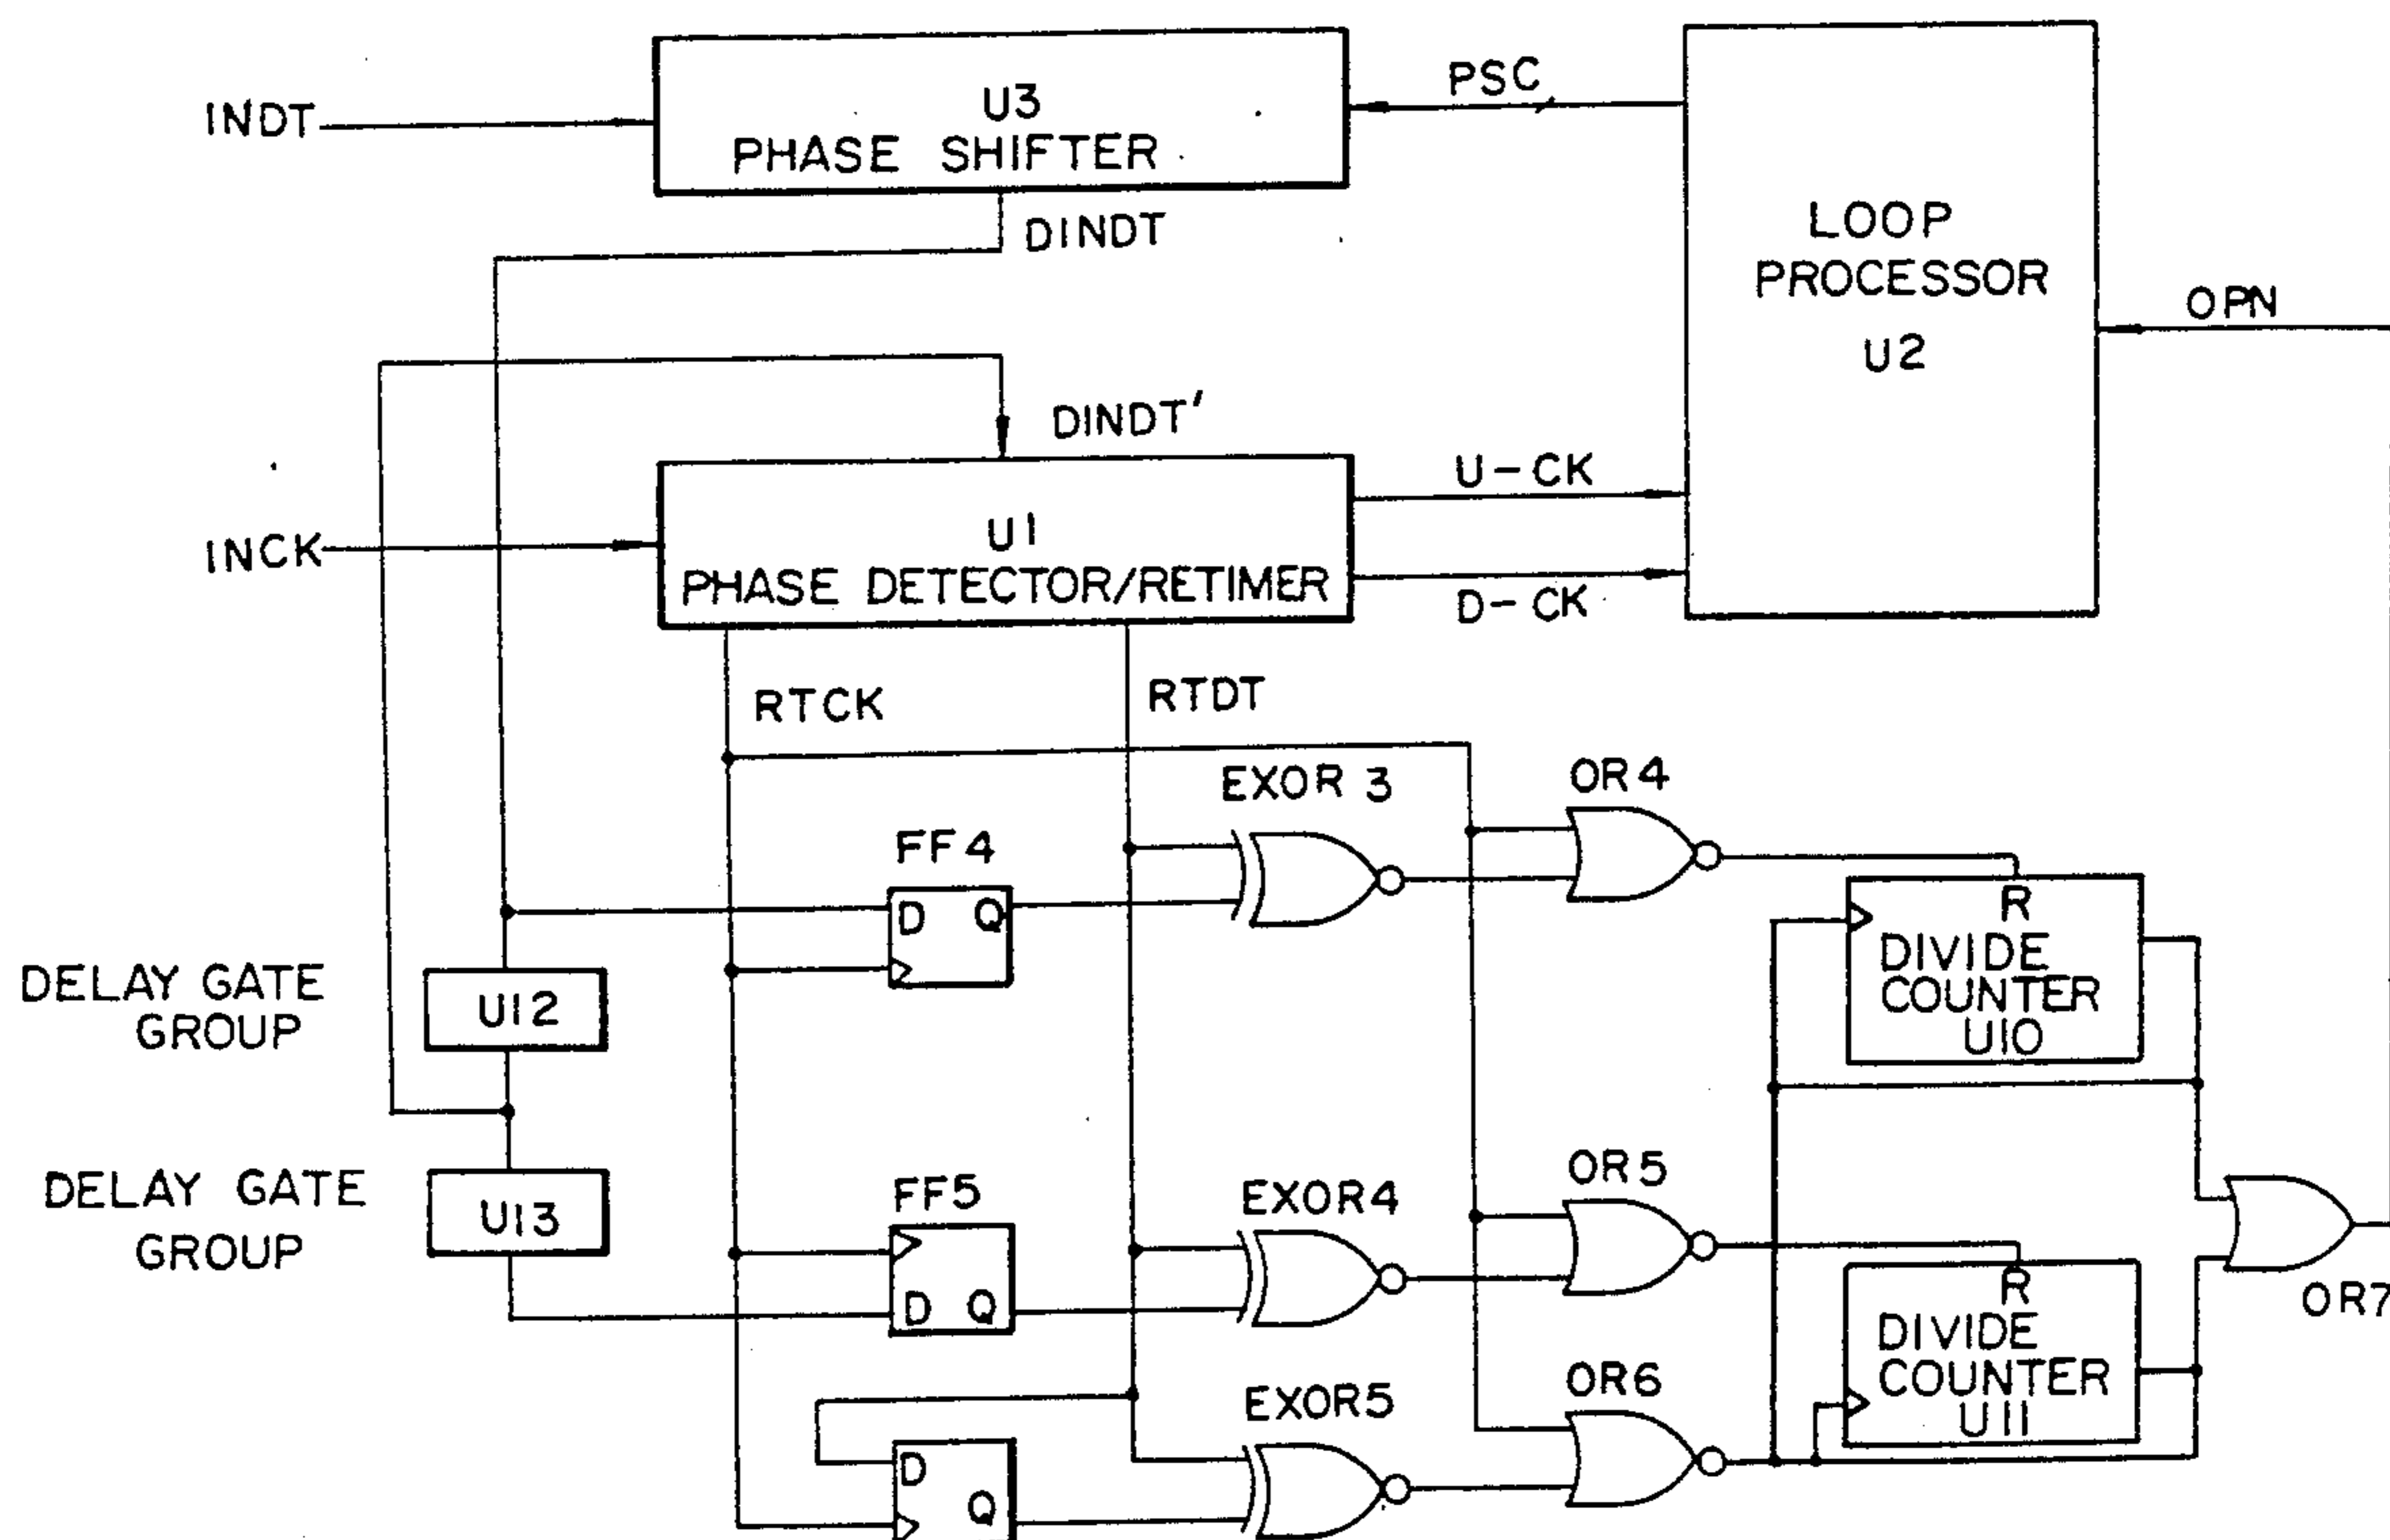 PSC
INDT
U3
PHASE SHIFTER
DINDT
LOOP
PROCESSOR
U2
OPN
DINDT'
U-CK
INCK
U1
PHASE DETECTOR/RETIMER
D-CK
RTCK
RTDT
EXOR 3
OR4
FF4
D Q
R
DIVIDE
COUNTER
U10
DELAY GATE
GROUP
U12
DELAY GATE
GROUP
U13
FF5
D Q
EXOR4
OR5
R
DIVIDE
COUNTER
U11
OR7
EXOR5
OR6
D
Q